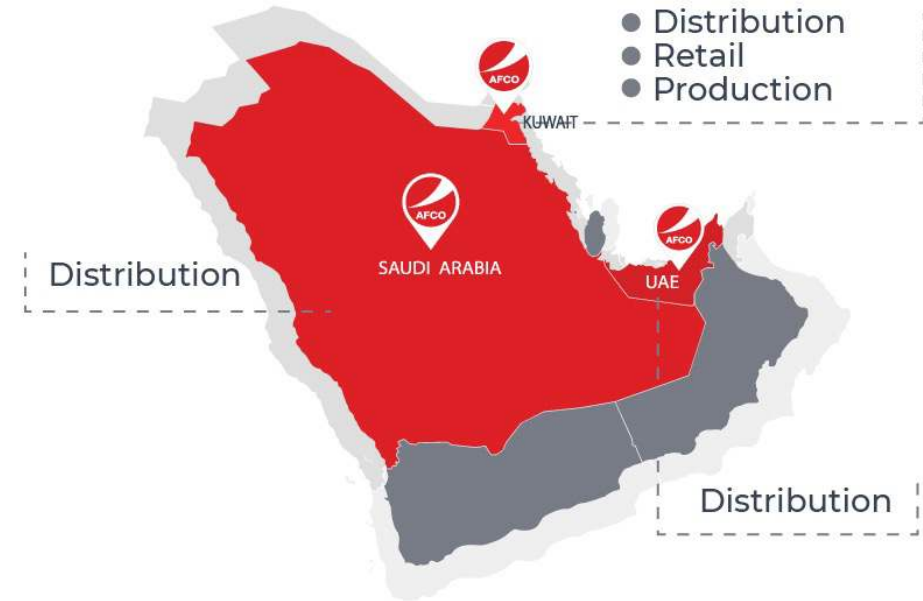 Distribution
Retail
Production
AFCO
KUWAIT
AFCO
SAUDI ARABIA
AFCO
UAE
Distribution
Distribution